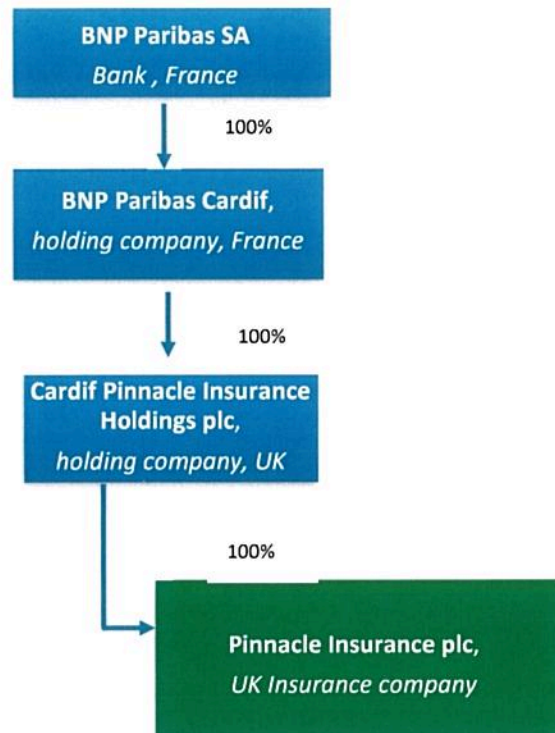 BNP Paribas SA
Bank , France
100%
BNP Paribas Cardif,
holding company, France
100%
Cardif Pinnacle Insurance
Holdings plc,
holding company, UK
100%
Pinnacle Insurance plc,
UK Insurance company